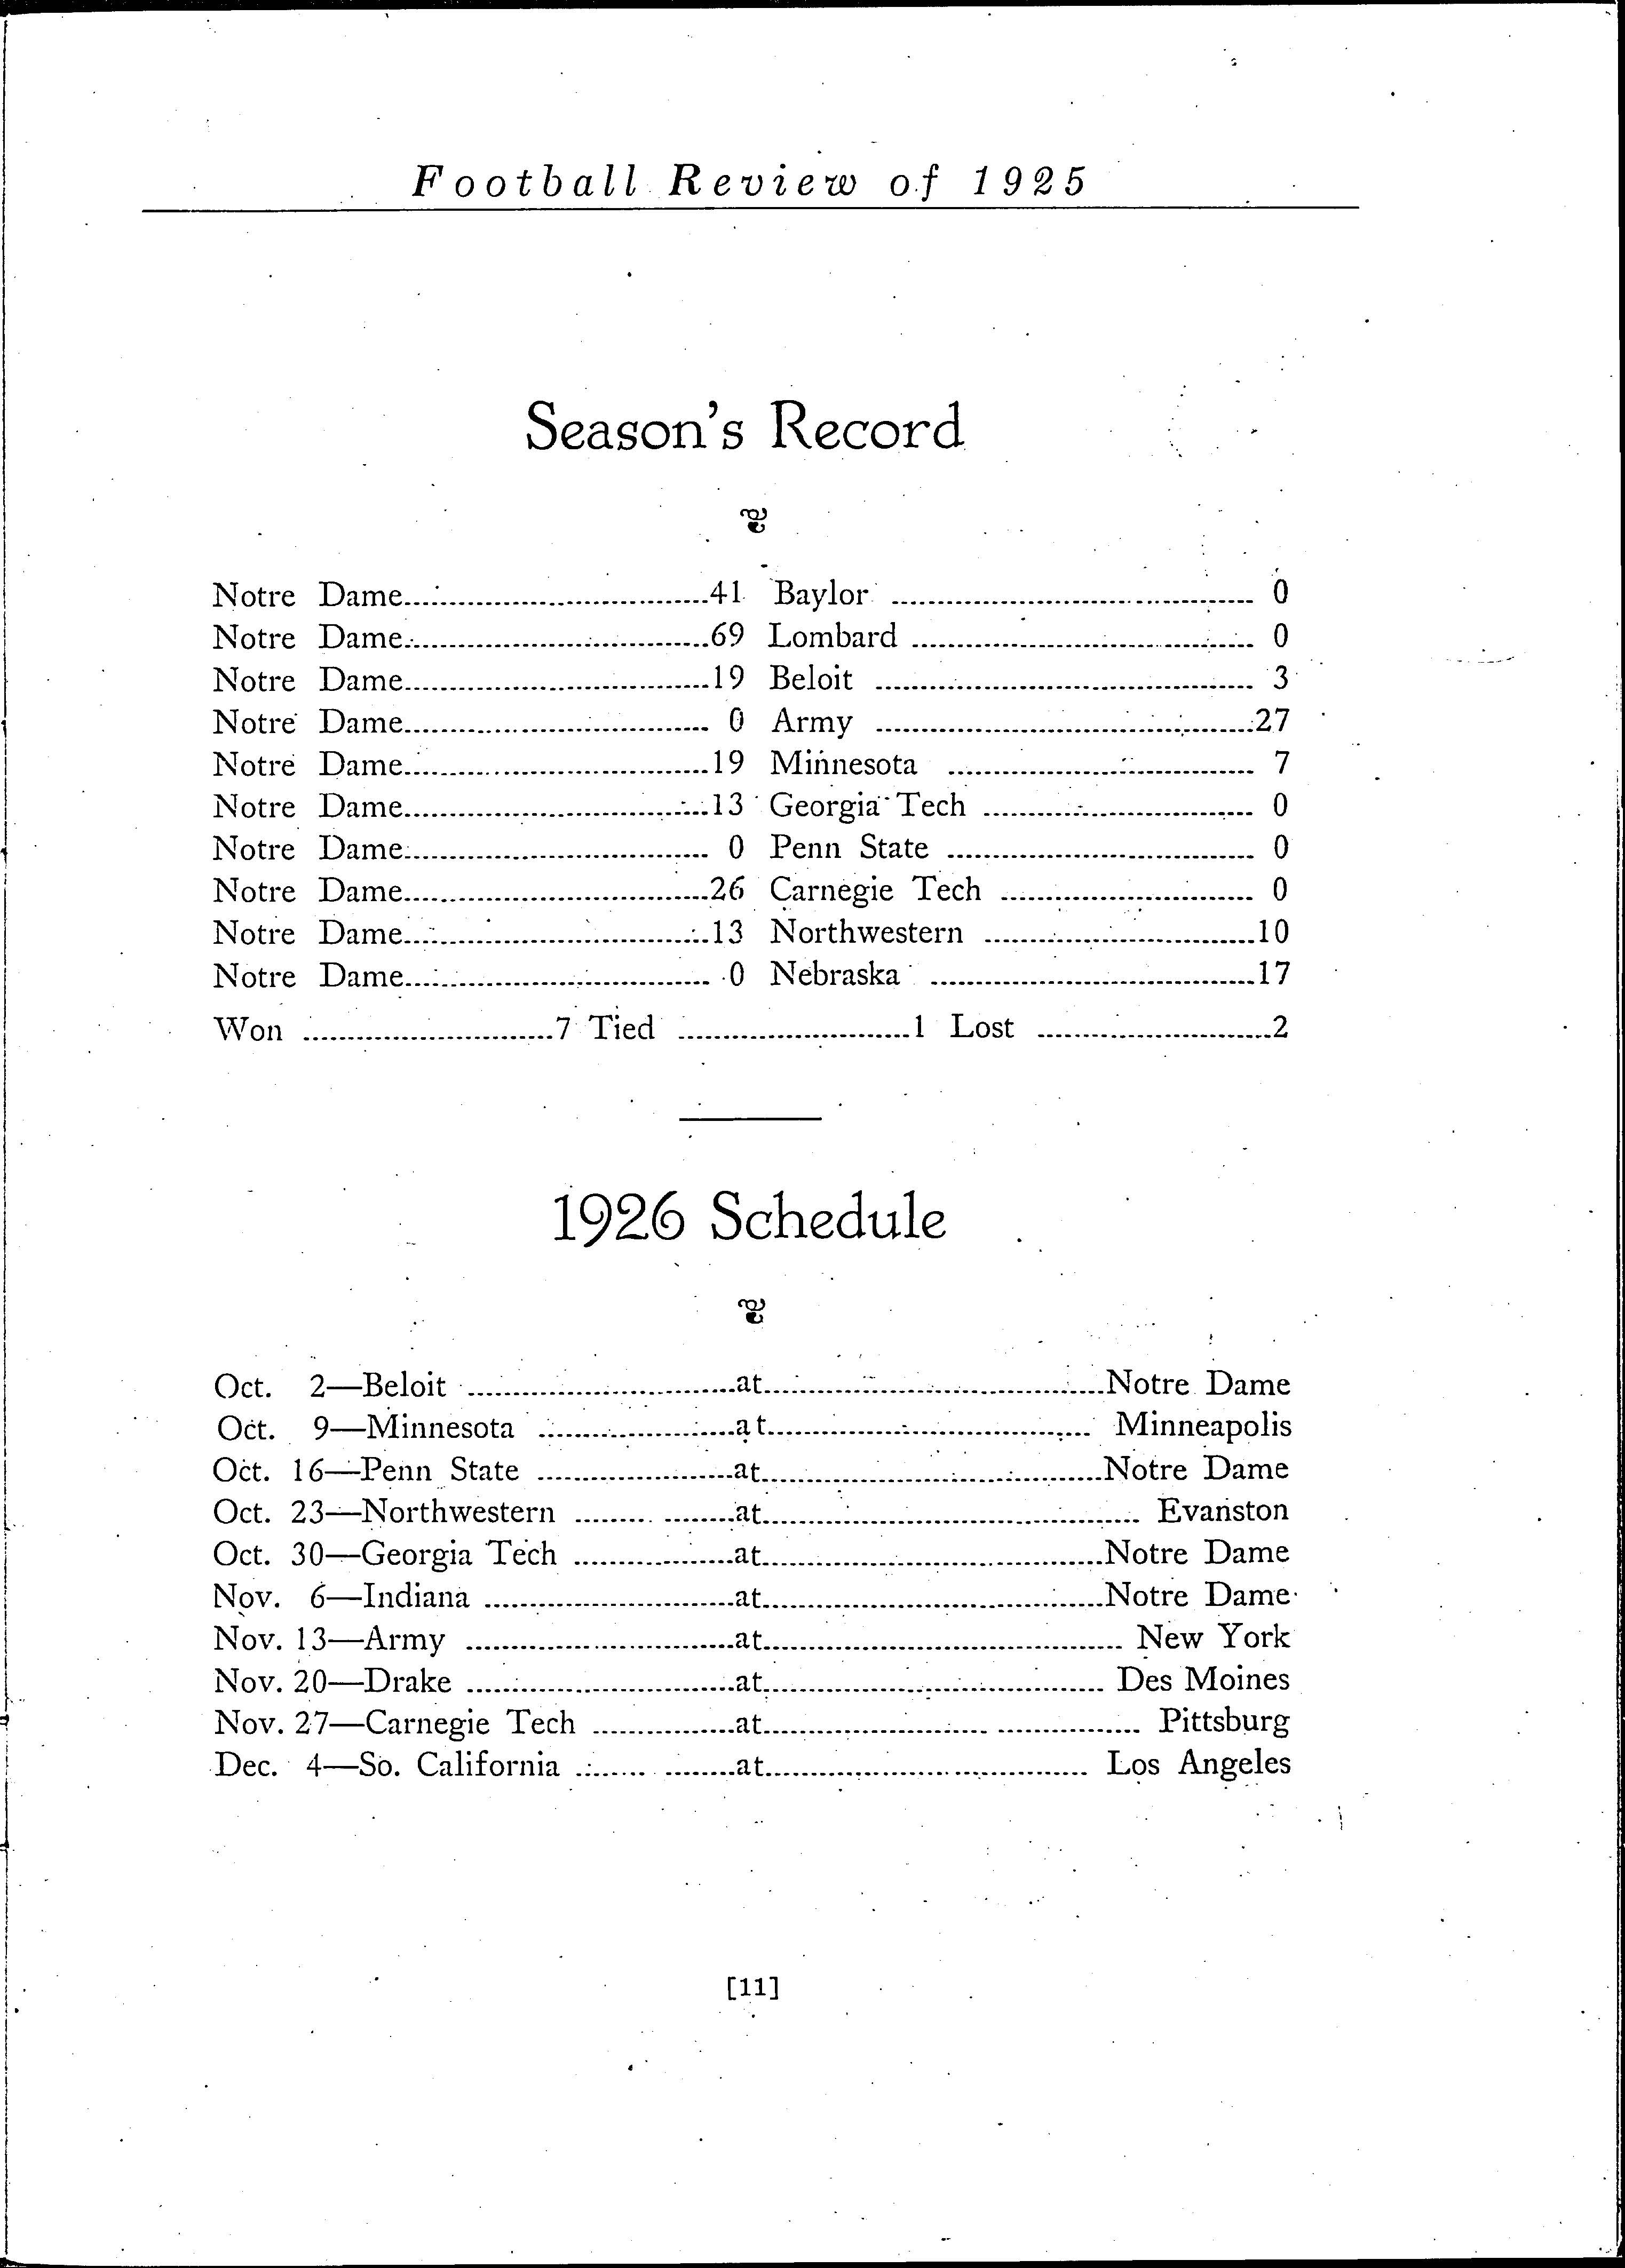 Football Review of 1925
Season's Record
Notre Dame..................................41 Baylor .......................................... 0
Notre Dame..................................69 Lombard ....................................... 0
Notre Dame..................................19 Beloit ........................................... 3
Notre Dame.................................. 0 Army ...........................................27
Notre Dame..................................19 Minnesota ................................... 7
Notre Dame..................................13 Georgia Tech ............................... 0
Notre Dame.................................. 0 Penn State ................................... 0
Notre Dame..................................26 Carnegie Tech ............................. 0
Notre Dame..................................13 Northwestern ...............................10
Notre Dame.................................. 0 Nebraska .....................................17
Won ............................7 Tied ..........................1 Lost ...........................2
1926 Schedule
Oct. 2—Beloit ..............................at......................................Notre Dame
Oct. 9—Minnesota ......................at..................................... Minneapolis
Oct. 16—Penn State ......................at......................................Notre Dame
Oct. 23—Northwestern ......... ........at.......................................... Evanston
Oct. 30—Georgia Tech ..................at......................................Notre Dame
Nov. 6—Indiana ............................at......................................Notre Dame
Nov. 13—Army ..............................at........................................ New York
Nov. 20—Drake ..............................at...................................... Des Moines
Nov. 27—Carnegie Tech ................at......................... ................ Pittsburg
Dec. 4—So. California ......... ........at.................................... Los Angeles
[11]